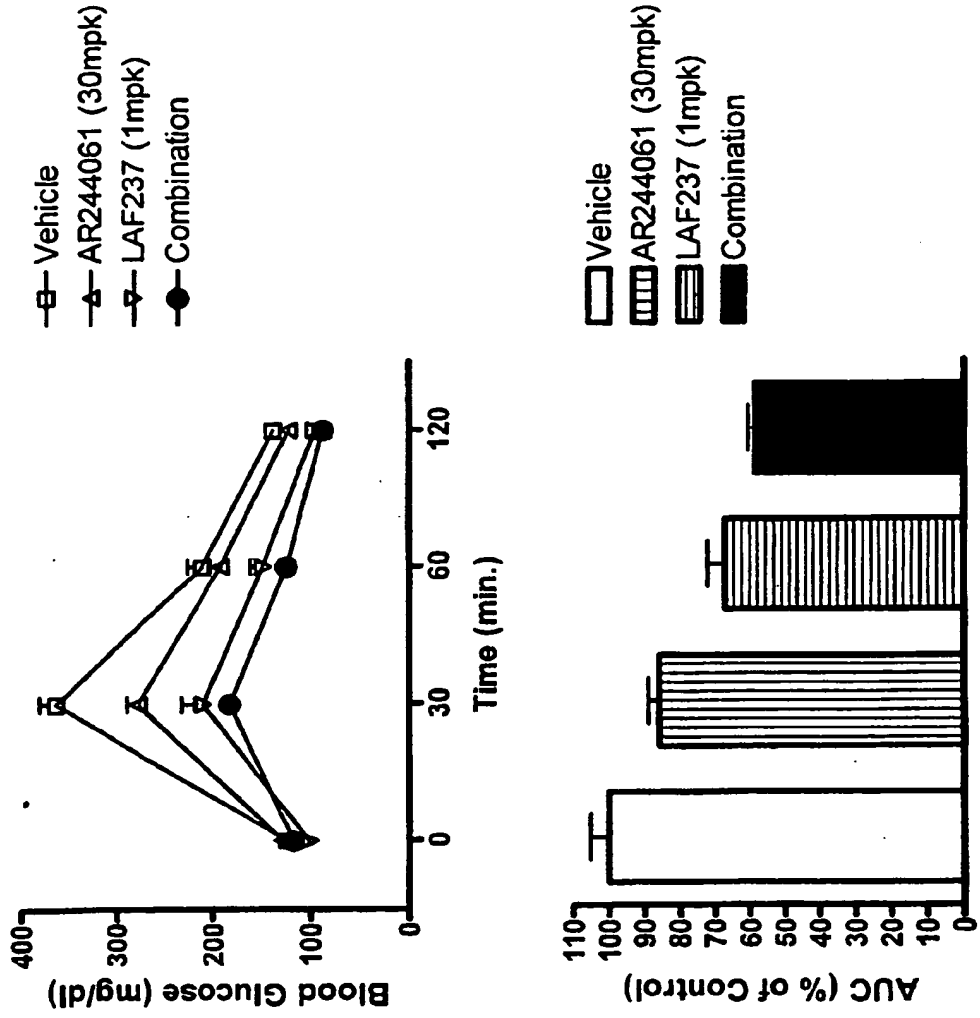 Blood Glucose (mg/dl)
400
300
200
100
0
0
30
60
120
Time (min.)
Vehicle
AR244061 (30mpk)
LAF237 (1mpk)
Combination
AUC (% of Control)
110
100
90
80
70
60
50
40
30
20
10
0
Vehicle
AR244061 (30mpk)
LAF237 (1mpk)
Combination